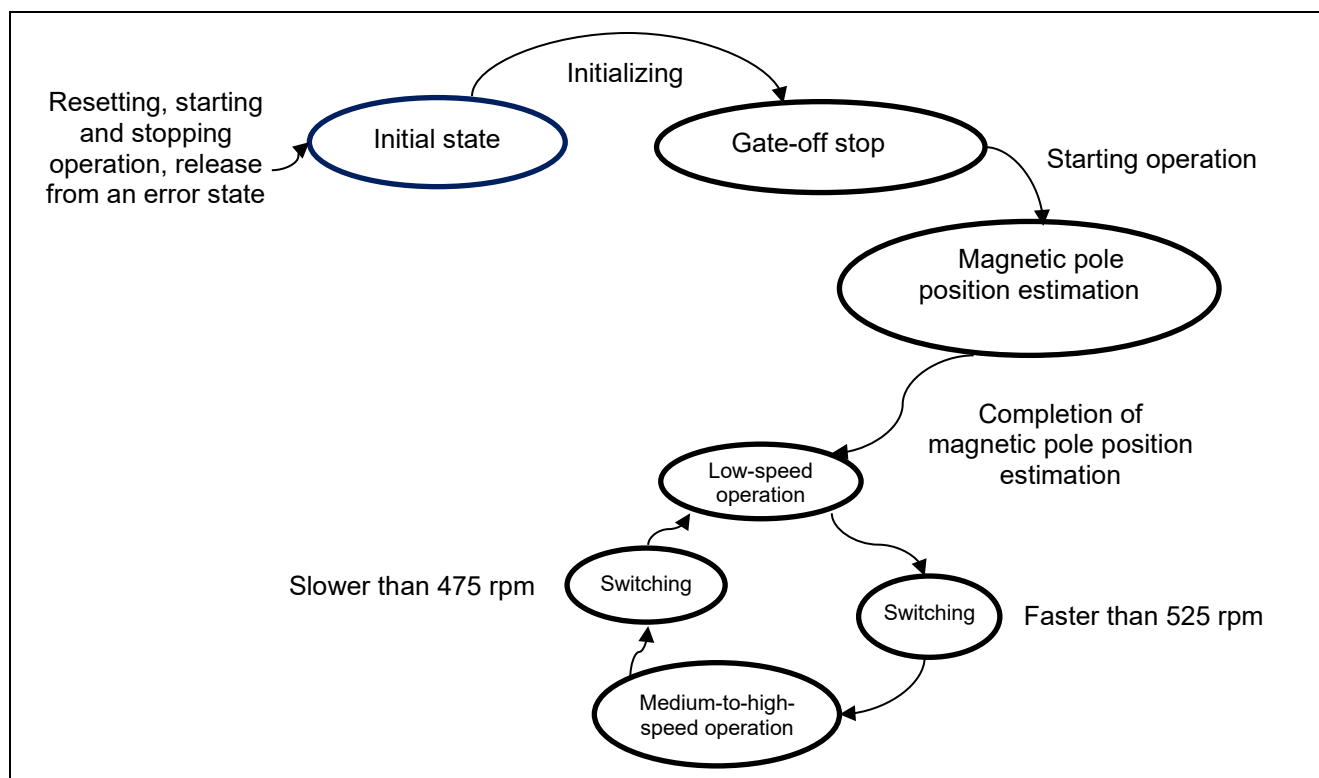 Initializing
Resetting, starting
and stopping
operation, release
from an error state
Initial state
Gate-off stop
Starting operation
Magnetic pole
position estimation
Completion of
magnetic pole position
estimation
Low-speed
operation
Slower than 475 rpm
Switching
Switching
Faster than 525 rpm
Medium-to-high-
speed operation